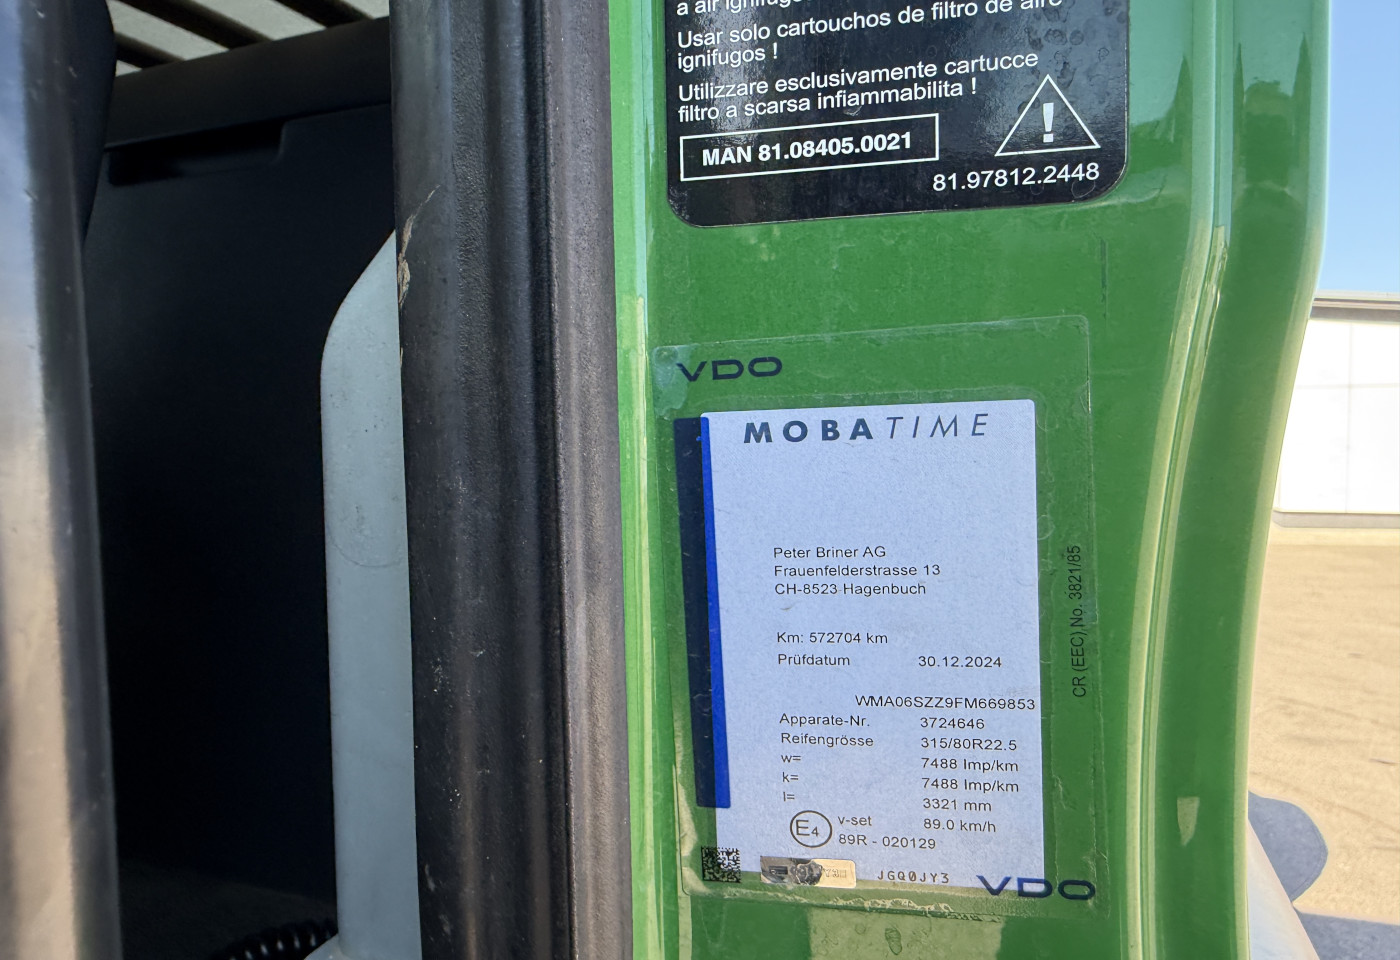 a air
Usar solo cartouchos de filtro de aire
ignifugos !
Utilizzare esclusivamente cartucce
filtro a scarsa infiammabilita !
MAN 81.08405.0021
81.97812.2448
VDO
MOBATIME
Peter Briner AG
Frauenfelderstrasse 13
CH-8523 Hagenbuch
Km: 572704 km
Prüfdatum 30.12.2024
WMA06SZZ9FM669853
Apparate-Nr. 3724646
Reifengrösse 315/80R22.5
w= 7488 Imp/km
k= 7488 Imp/km
l= 3321 mm
E4 v-set 89.0 km/h
89R - 020129
JGQ0JY3
VDO
CR (EEC) No. 3821/85